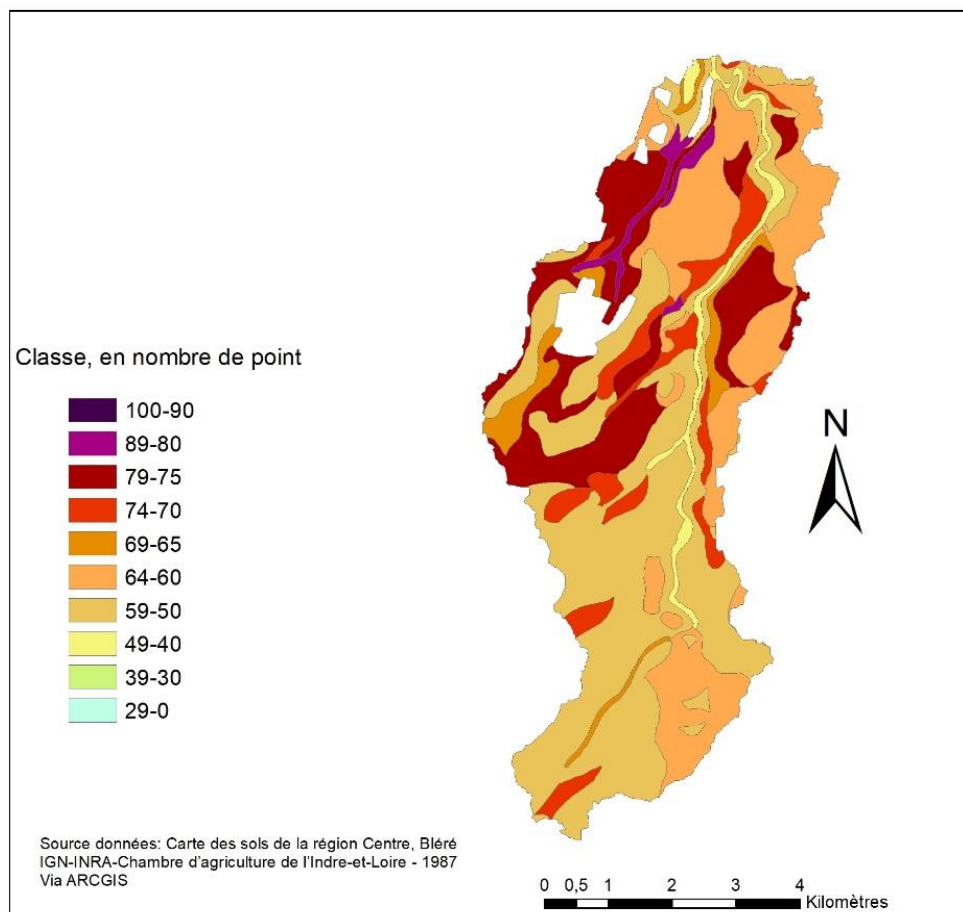 Classe, en nombre de point
100-90
89-80
79-75
74-70
69-65
64-60
59-50
49-40
39-30
29-0
N
Source données: Carte des sols de la région Centre, Bléré
IGN-INRA-Chambre d'agriculture de l'Indre-et-Loire - 1987
Via ARCGIS
0 0,5 1 2 3 4
Kilomètres